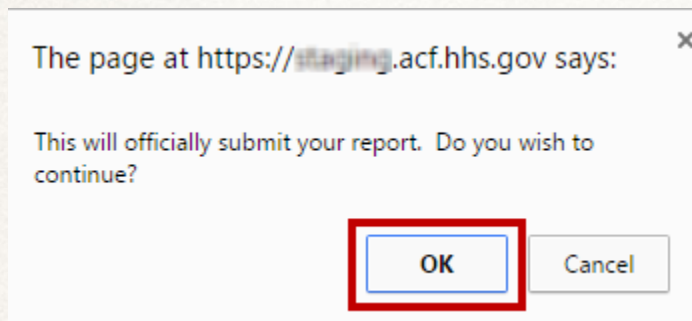 The page at https:// .acf.hhs.gov says:
This will officially submit your report.  Do you wish to
continue?
OK
Cancel